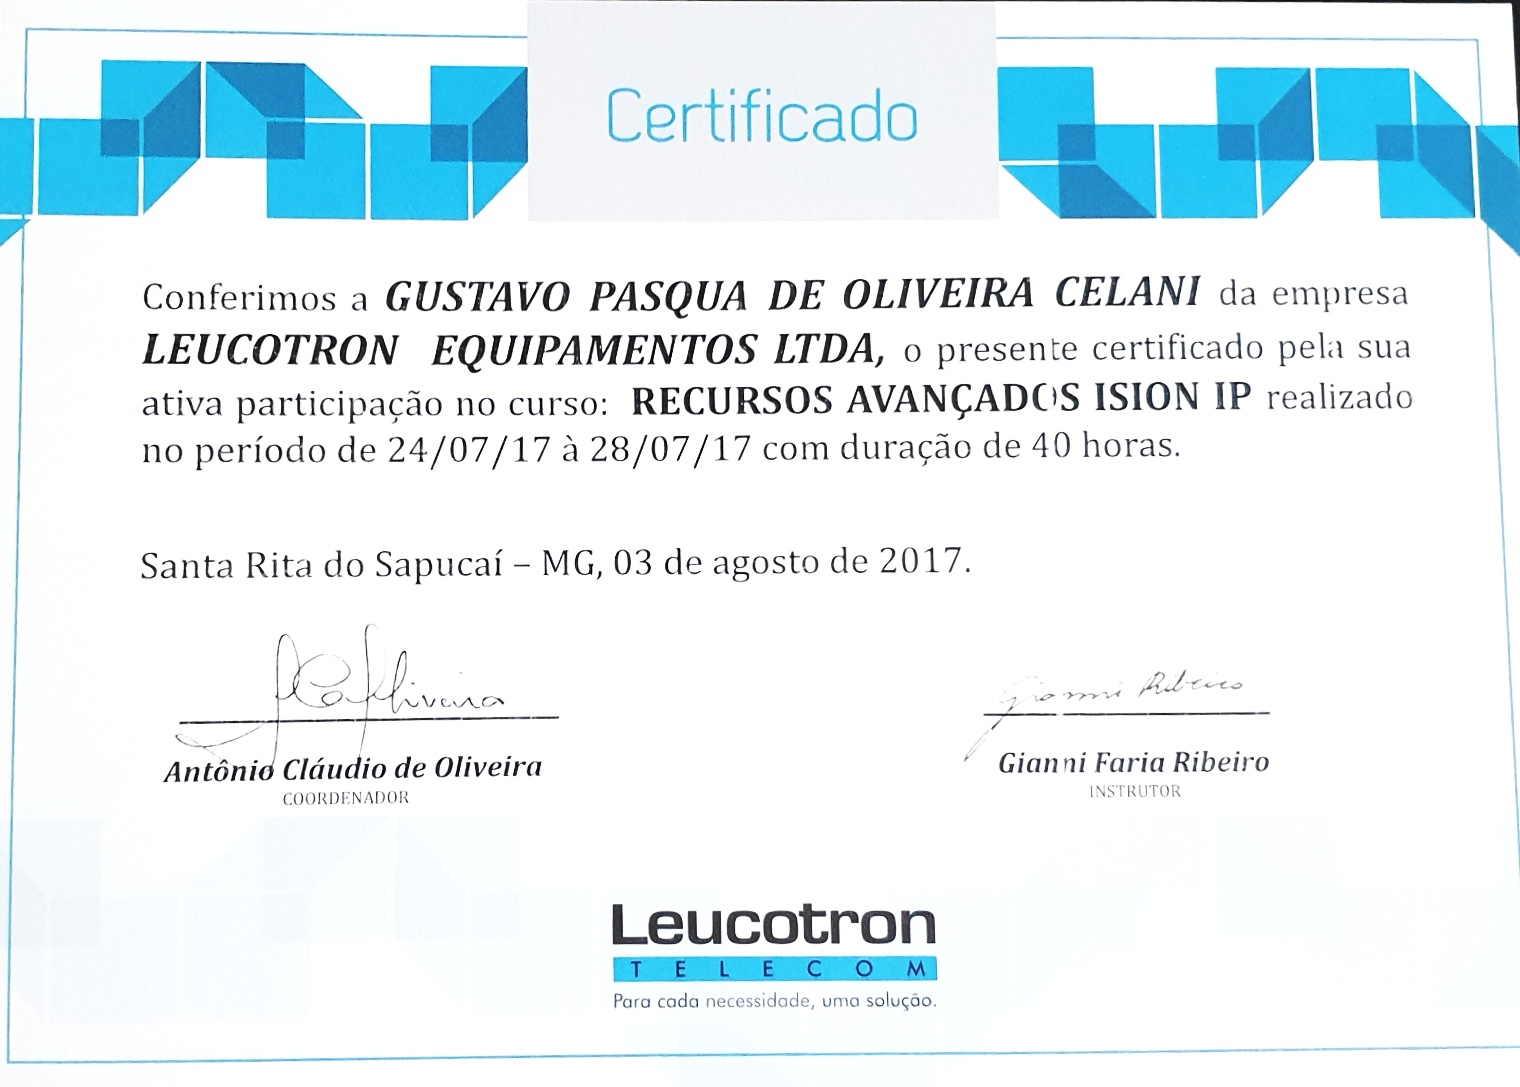 Certificado
Conferimos a GUSTAVO PASQUA DE OLIVEIRA CELANI da empresa
LEUCOTRON EQUIPAMENTOS LTDA, o presente certificado pela sua
ativa participação no curso: RECURSOS AVANÇADOS ISION IP realizado
no período de 24/07/17 à 28/07/17 com duração de 40 horas.
Santa Rita do Sapucaí – MG, 03 de agosto de 2017.
Gianni Ribeiro
Antônio Cláudio de Oliveira
COORDENADOR
Gianni Faria Ribeiro
INSTRUTOR
Leucotron
TELECOM
Para cada necessidade, uma solução.